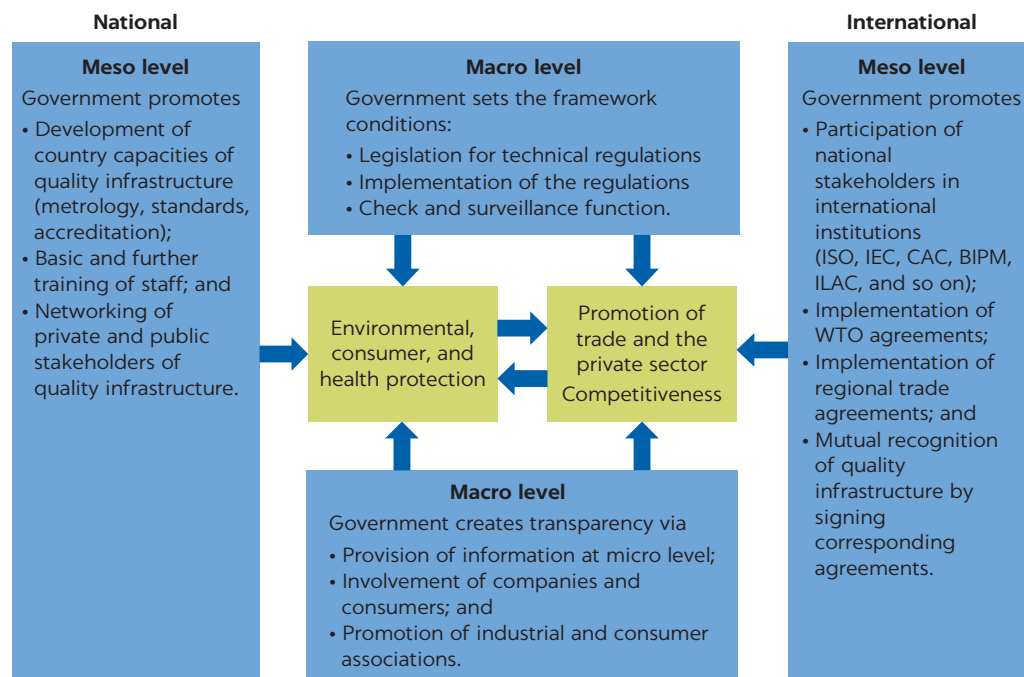 National
Meso level
Government promotes
• Development of
country capacities of
quality infrastructure
(metrology, standards,
accreditation);
• Basic and further
training of staff; and
• Networking of
private and public
stakeholders of
quality infrastructure.
Macro level
Government sets the framework
conditions:
• Legislation for technical regulations
• Implementation of the regulations
• Check and surveillance function.
Environmental,
consumer, and
health protection
Promotion of
trade and the
private sector
Competitiveness
Macro level
Government creates transparency via
• Provision of information at micro level;
• Involvement of companies and
consumers; and
• Promotion of industrial and consumer
associations.
International
Meso level
Government promotes
• Participation of
national
stakeholders in
international
institutions
(ISO, IEC, CAC, BIPM,
ILAC, and so on);
• Implementation of
WTO agreements;
• Implementation of
regional trade
agreements; and
• Mutual recognition
of quality
infrastructure by
signing
corresponding
agreements.